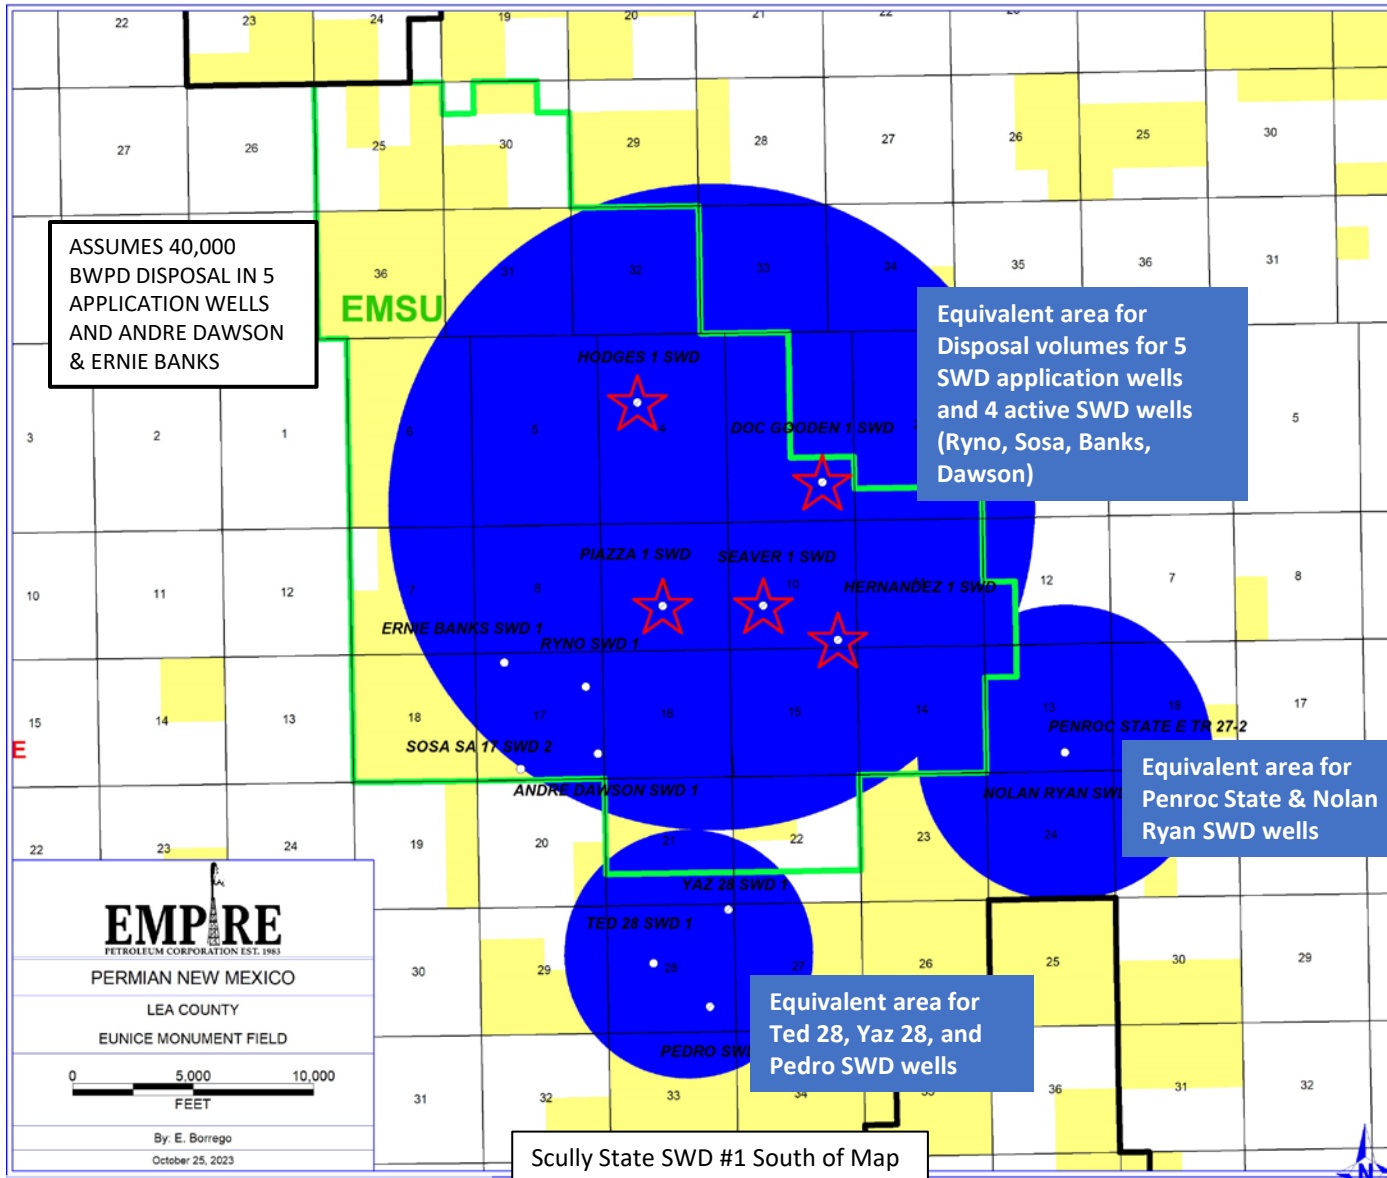 22
23
24
19
20
21
22
27
26
25
30
29
28
27
26
25
30
ASSUMES 40,000
BWPD DISPOSAL IN 5
APPLICATION WELLS
AND ANDRE DAWSON
& ERNIE BANKS
36
31
32
33
34
35
36
31
EMSU
Equivalent area for
Disposal volumes for 5
SWD application wells
and 4 active SWD wells
(Ryno, Sosa, Banks,
Dawson)
HODGES 1 SWD
3
2
1
6
5
4
5
DOC GOODEN 1 SWD
PIAZZA 1 SWD
SEAVER 1 SWD
10
11
12
7
8
10
11
12
7
8
HERNANDEZ 1 SWD
ERNIE BANKS SWD 1
RYNO SWD 1
15
14
13
18
17
16
15
14
13
18
17
E
PENROC STATE E TR 27-2
SOSA SA 17 SWD 2
ANDRE DAWSON SWD 1
NOLAN RYAN SWD
Equivalent area for
Penroc State & Nolan
Ryan SWD wells
22
23
24
19
20
21
22
23
24
YAZ 28 SWD 1
TED 28 SWD 1
30
29
28
27
26
25
30
29
PEDRO SWD
Equivalent area for
Ted 28, Yaz 28, and
Pedro SWD wells
31
32
33
34
35
36
31
32
EMPIRE
PETROLEUM CORPORATION EST. 1983
PERMIAN NEW MEXICO
LEA COUNTY
EUNICE MONUMENT FIELD
0 5,000 10,000
FEET
By: E. Borrego
October 25, 2023
Scully State SWD #1 South of Map
N